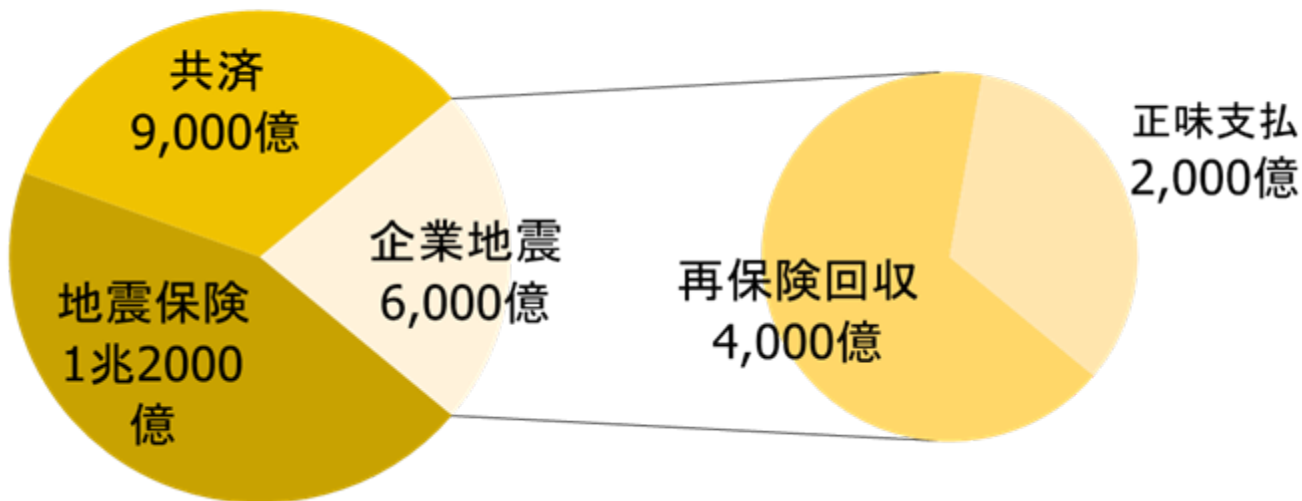 共済
9,000億
企業地震
6,000億
地震保険
1兆2000
億
再保険回収
4,000億
正味支払
2,000億